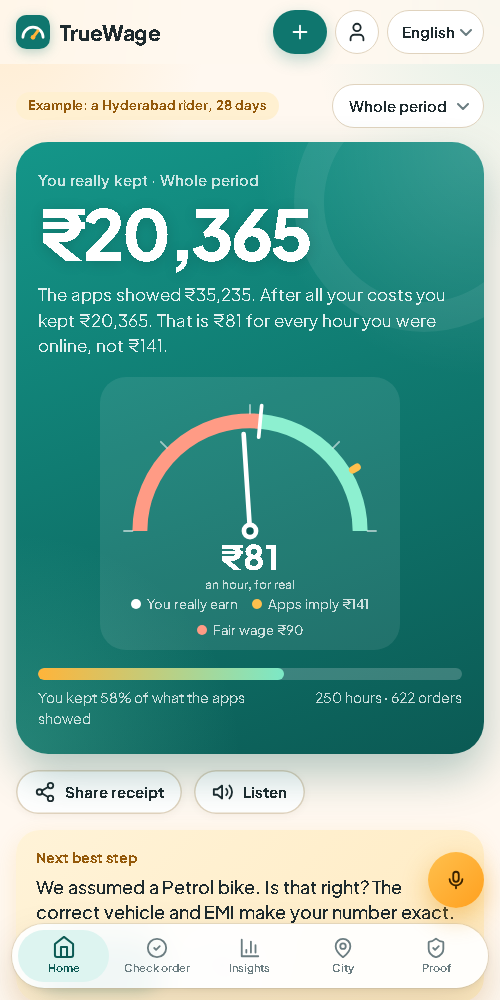 TrueWage
English
Example: a Hyderabad rider, 28 days
Whole period
You really kept · Whole period
₹20,365
The apps showed ₹35,235. After all your costs you
kept ₹20,365. That is ₹81 for every hour you were
online, not ₹141.
₹81
an hour, for real
You really earn
Apps imply ₹141
Fair wage ₹90
You kept 58% of what the apps
showed
250 hours · 622 orders
Share receipt
Listen
Next best step
We assumed a Petrol bike. Is that right? The
correct vehicle and EMI make your number exact.
Home
Check order
Insights
City
Proof